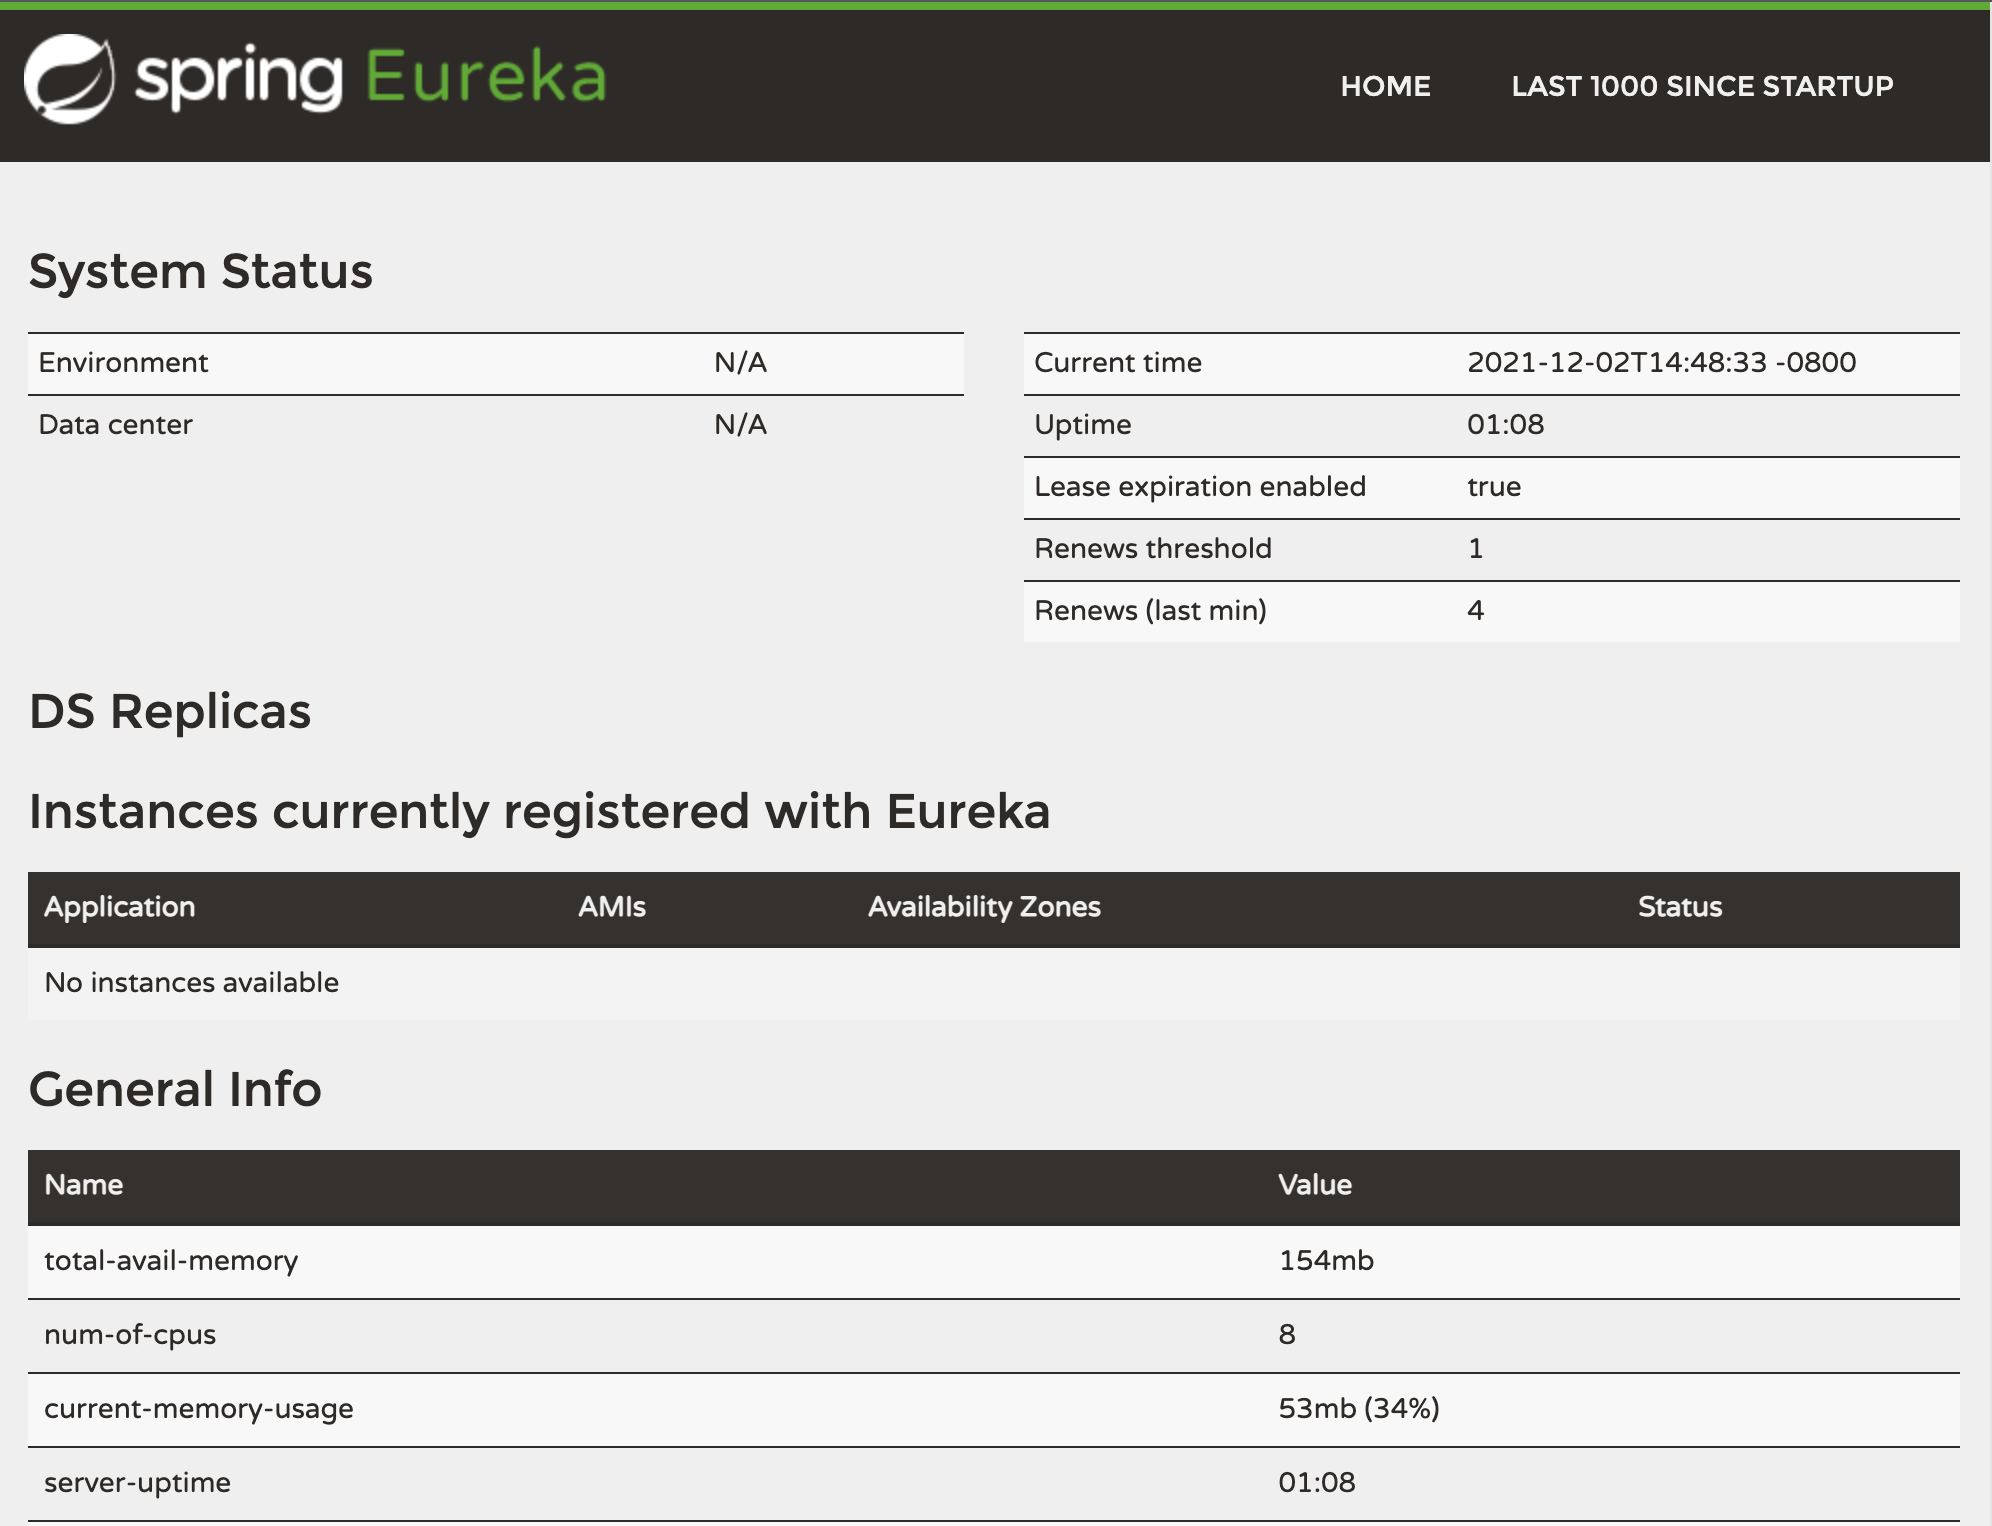 spring Eureka
HOME LAST 1000 SINCE STARTUP
System Status
Environment N/A
Data center N/A
Current time 2021-12-02T14:48:33 -0800
Uptime 01:08
Lease expiration enabled true
Renews threshold 1
Renews (last min) 4
DS Replicas
Instances currently registered with Eureka
Application AMIs Availability Zones Status
No instances available
General Info
Name Value
total-avail-memory 154mb
num-of-cpus 8
current-memory-usage 53mb (34%)
server-uptime 01:08